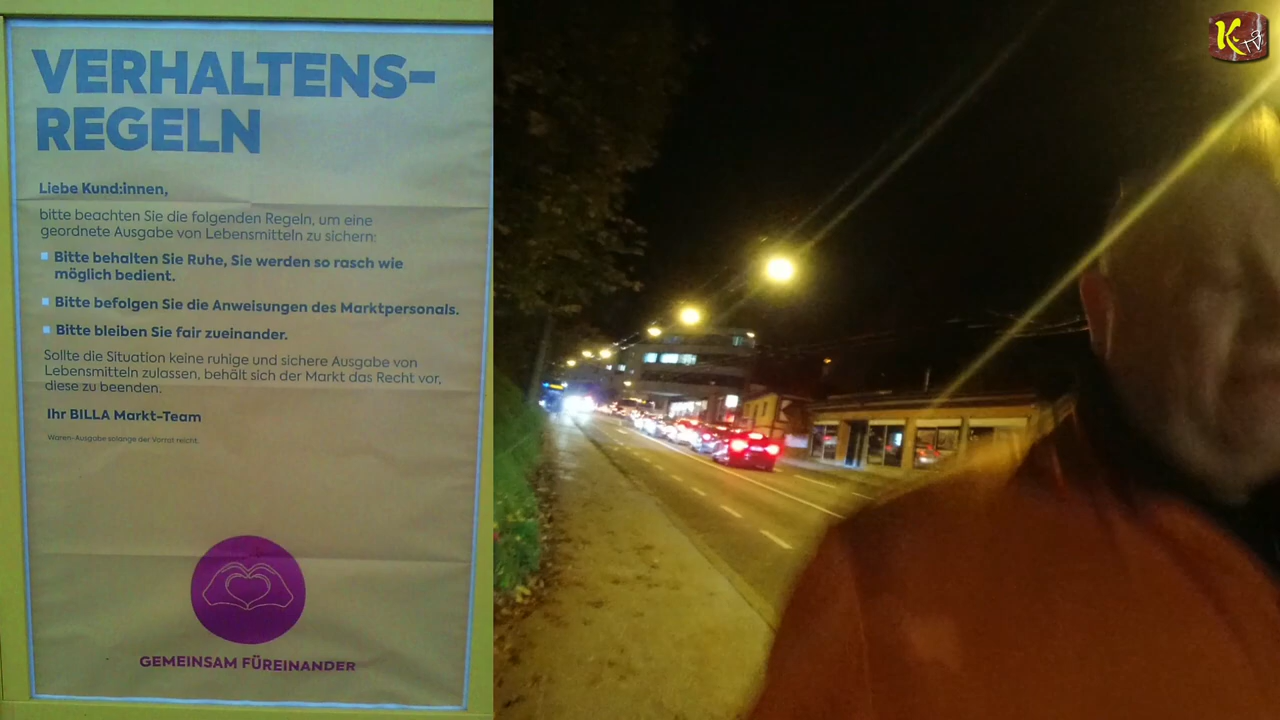 VERHALTENS-
REGELN
Liebe Kund:innen,
bitte beachten Sie die folgenden Regeln, um eine
geordnete Ausgabe von Lebensmitteln zu sichern:
Bitte behalten Sie Ruhe, Sie werden so rasch wie
möglich bedient.
Bitte befolgen Sie die Anweisungen des Marktpersonals.
Bitte bleiben Sie fair zueinander.
Sollte die Situation keine ruhige und sichere Ausgabe von
Lebensmitteln zulassen, behält sich der Markt das Recht vor,
diese zu beenden.
Ihr BILLA Markt-Team
Waren-Ausgabe solange der Vorrat reicht.
GEMEINSAM FÜREINANDER
K